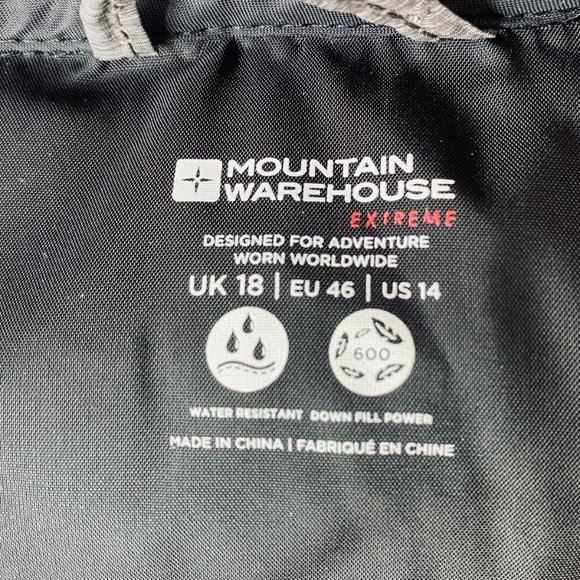 MOUNTAIN
WAREHOUSE
EXTREME
DESIGNED FOR ADVENTURE
WORN WORLDWIDE
UK 18 | EU 46 | US 14
600
WATER RESISTANT DOWN FILL POWER
MADE IN CHINA | FABRIQUÉ EN CHINE